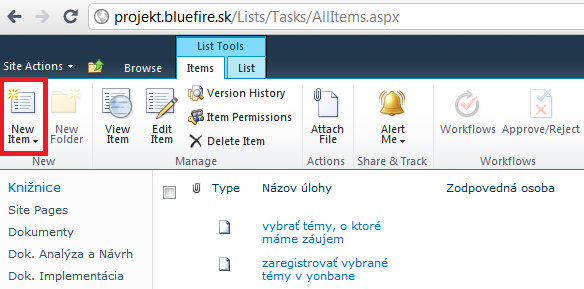 projekt.bluefire.sk/Lists/Tasks/AllItems.aspx
List Tools
Site Actions Browse Items List
New Item
New Folder
New
View Item
Edit Item
Version History
Item Permissions
Delete Item
Manage
Attach File
Actions
Alert Me
Share & Track
Workflows
Approve/Reject
Workflows
Knižnice
Site Pages
Dokumenty
Dok. Analýza a Návrh
Dok. Implementácia
Type Názov úlohy Zodpovedná osoba
vybrať témy, o ktoré
máme záujem
zaregistrovať vybrané
témy v yonbane